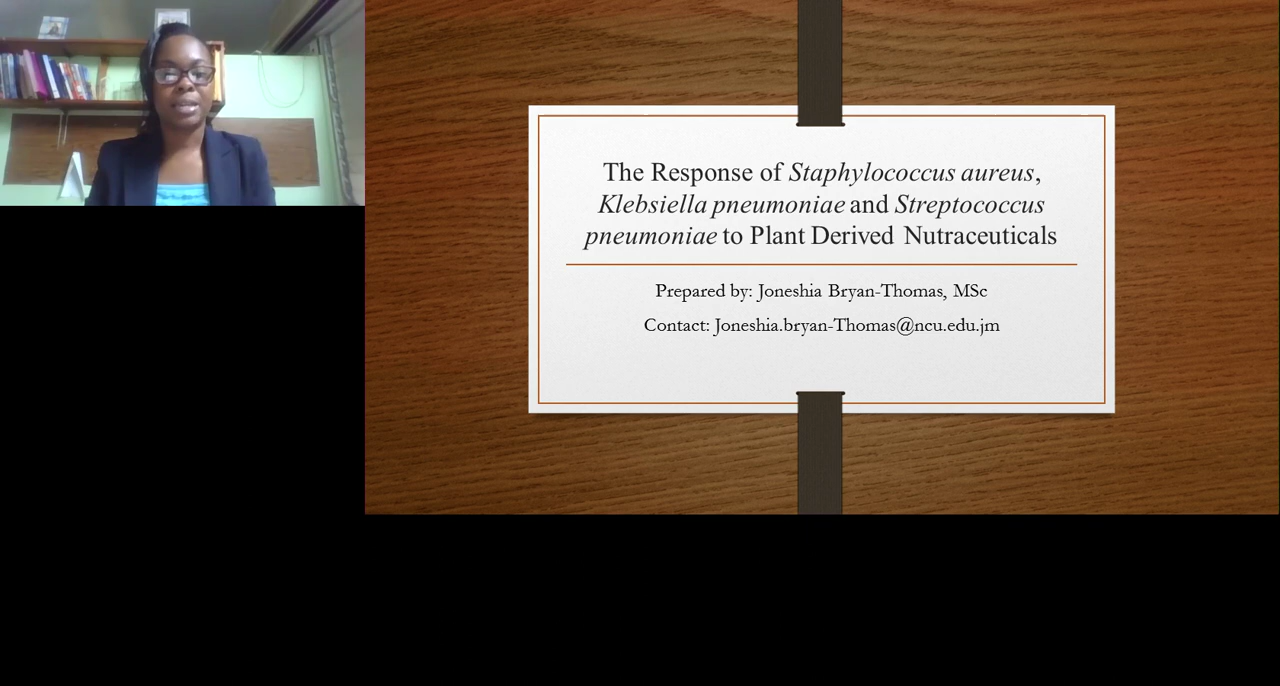 The Response of Staphylococcus aureus,
Klebsiella pneumoniae and Streptococcus
pneumoniae to Plant Derived Nutraceuticals
Prepared by: Joneshia Bryan-Thomas, MSc
Contact: Joneshia.bryan-Thomas@ncu.edu.jm